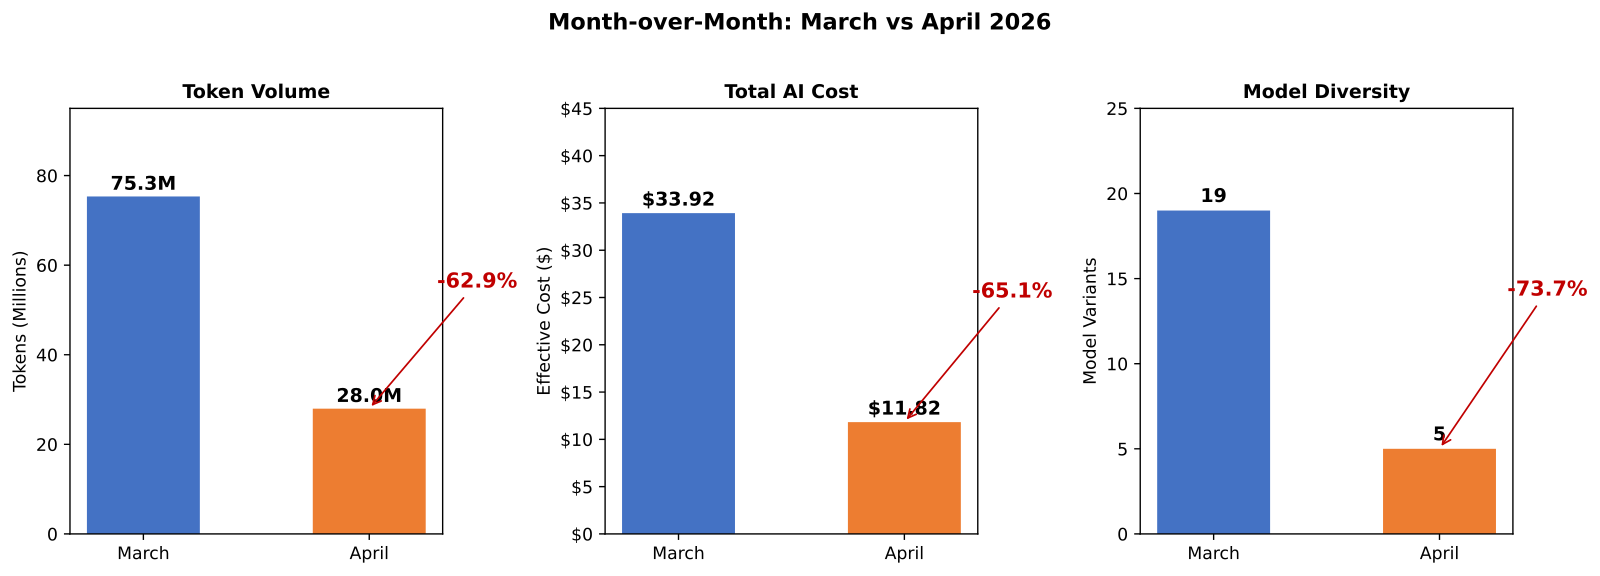 Month-over-Month: March vs April 2026
Token Volume
Tokens (Millions)
80
60
40
20
0
75.3M
28.0M
-62.9%
March
April
Total AI Cost
Effective Cost ($)
$45
$40
$35
$30
$25
$20
$15
$10
$5
$0
$33.92
$11.82
-65.1%
March
April
Model Diversity
Model Variants
25
20
15
10
5
0
19
5
-73.7%
March
April